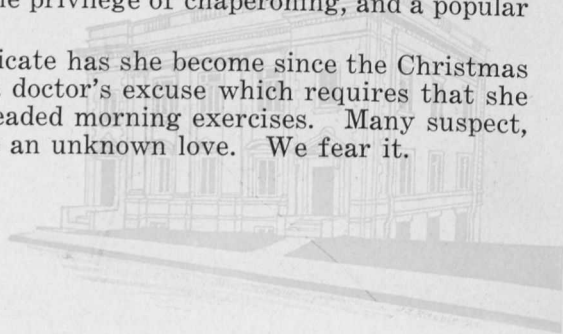 privilege of chaperoning, and a popular
icate has she become since the Christmas
doctor's excuse which requires that she
eaded morning exercises. Many suspect,
an unknown love. We fear it.